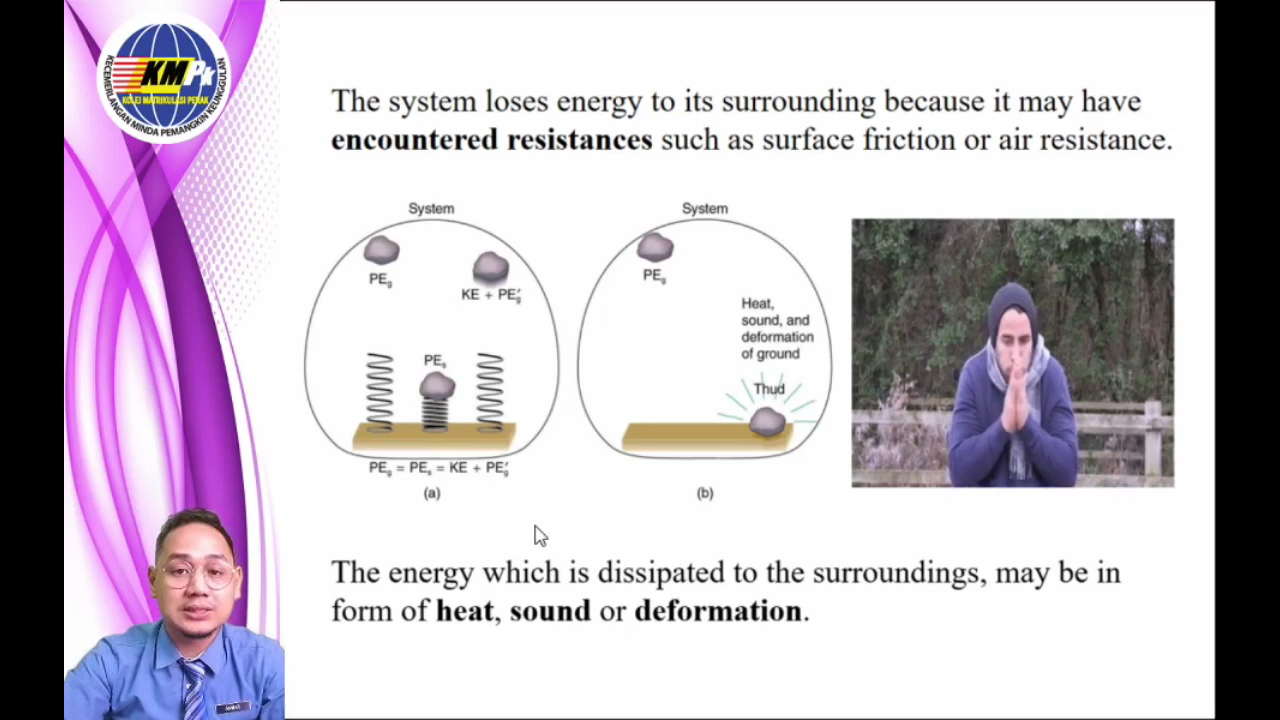 KMPk
KOLEJ MATRIKULASI PERAK
KECEMERLANGAN MINDA PEMANGKIN KEUNGGULAN
The system loses energy to its surrounding because it may have
encountered resistances such as surface friction or air resistance.
System
PEg
KE + PE′g
PEs
PEg = PEs = KE + PE′g
(a)
System
PEg
Heat,
sound, and
deformation
of ground
Thud
(b)
The energy which is dissipated to the surroundings, may be in
form of heat, sound or deformation.